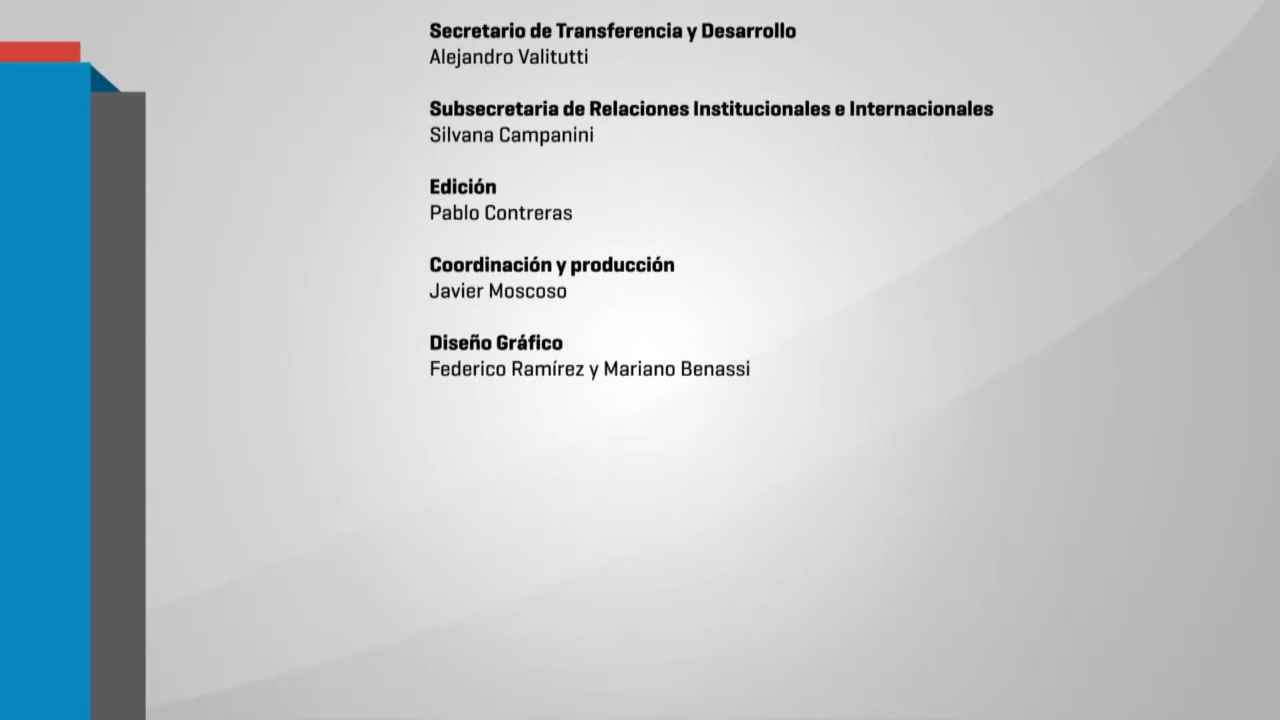 Secretario de Transferencia y Desarrollo
Alejandro Valitutti
Subsecretaria de Relaciones Institucionales e Internacionales
Silvana Campanini
Edición
Pablo Contreras
Coordinación y producción
Javier Moscoso
Diseño Gráfico
Federico Ramírez y Mariano Benassi